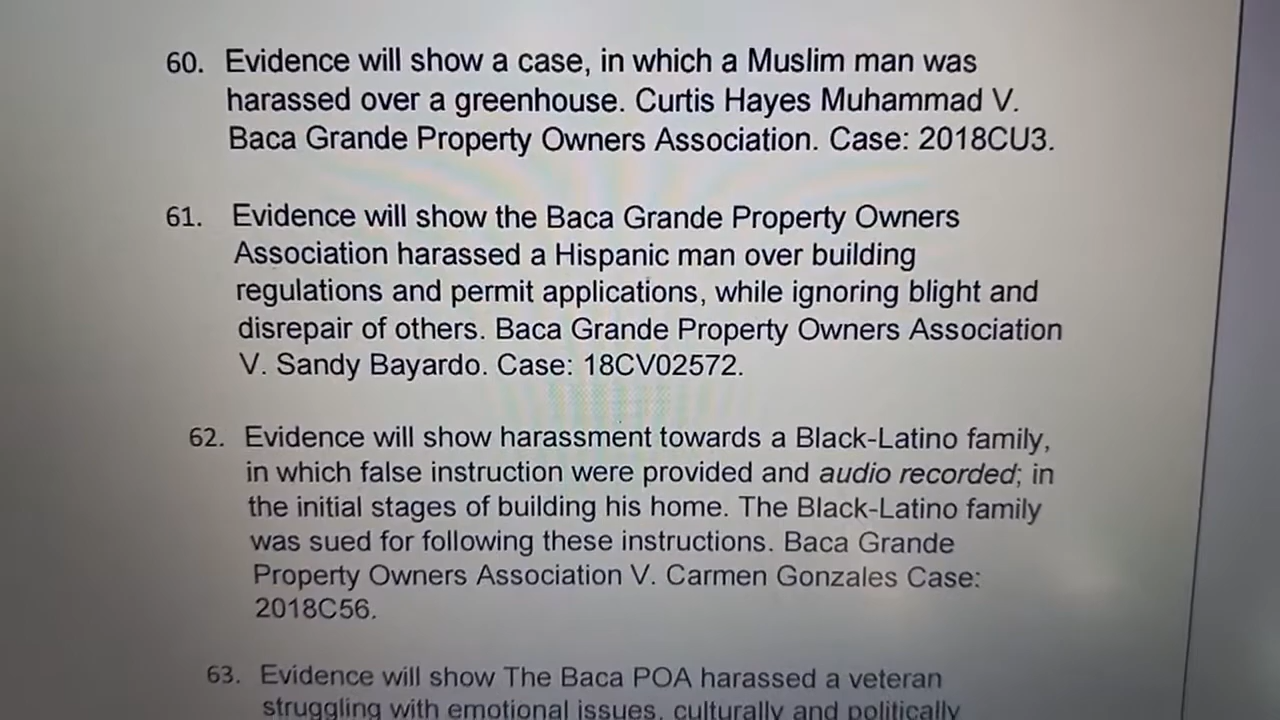 60. Evidence will show a case, in which a Muslim man was
harassed over a greenhouse. Curtis Hayes Muhammad V.
Baca Grande Property Owners Association. Case: 2018CU3.
61. Evidence will show the Baca Grande Property Owners
Association harassed a Hispanic man over building
regulations and permit applications, while ignoring blight and
disrepair of others. Baca Grande Property Owners Association
V. Sandy Bayardo. Case: 18CV02572.
62. Evidence will show harassment towards a Black-Latino family,
in which false instruction were provided and audio recorded; in
the initial stages of building his home. The Black-Latino family
was sued for following these instructions. Baca Grande
Property Owners Association V. Carmen Gonzales Case:
2018C56.
63. Evidence will show The Baca POA harassed a veteran
struggling with emotional issues, culturally and politically